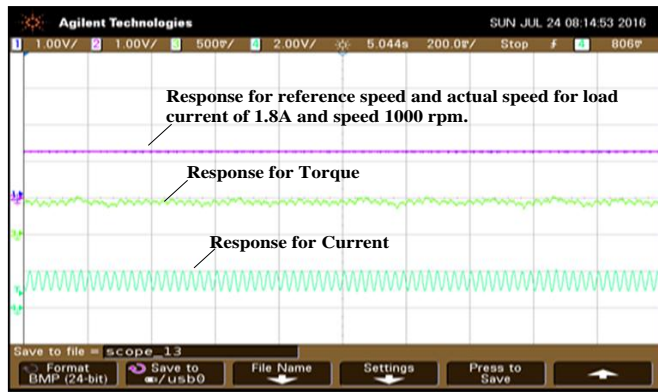 Agilent Technologies SUN JUL 24 08:14:53 2016
1 1.00V/ 2 1.00V/ 3 500▿/ 4 2.00V/ 5.044s 200.0▿/ Stop 4 806▿
Response for reference speed and actual speed for load
current of 1.8A and speed 1000 rpm.
Response for Torque
Response for Current
Save to file = scope_13
Format
BMP (24-bit)
Save to
/usb0
File Name
Settings
Press to
Save